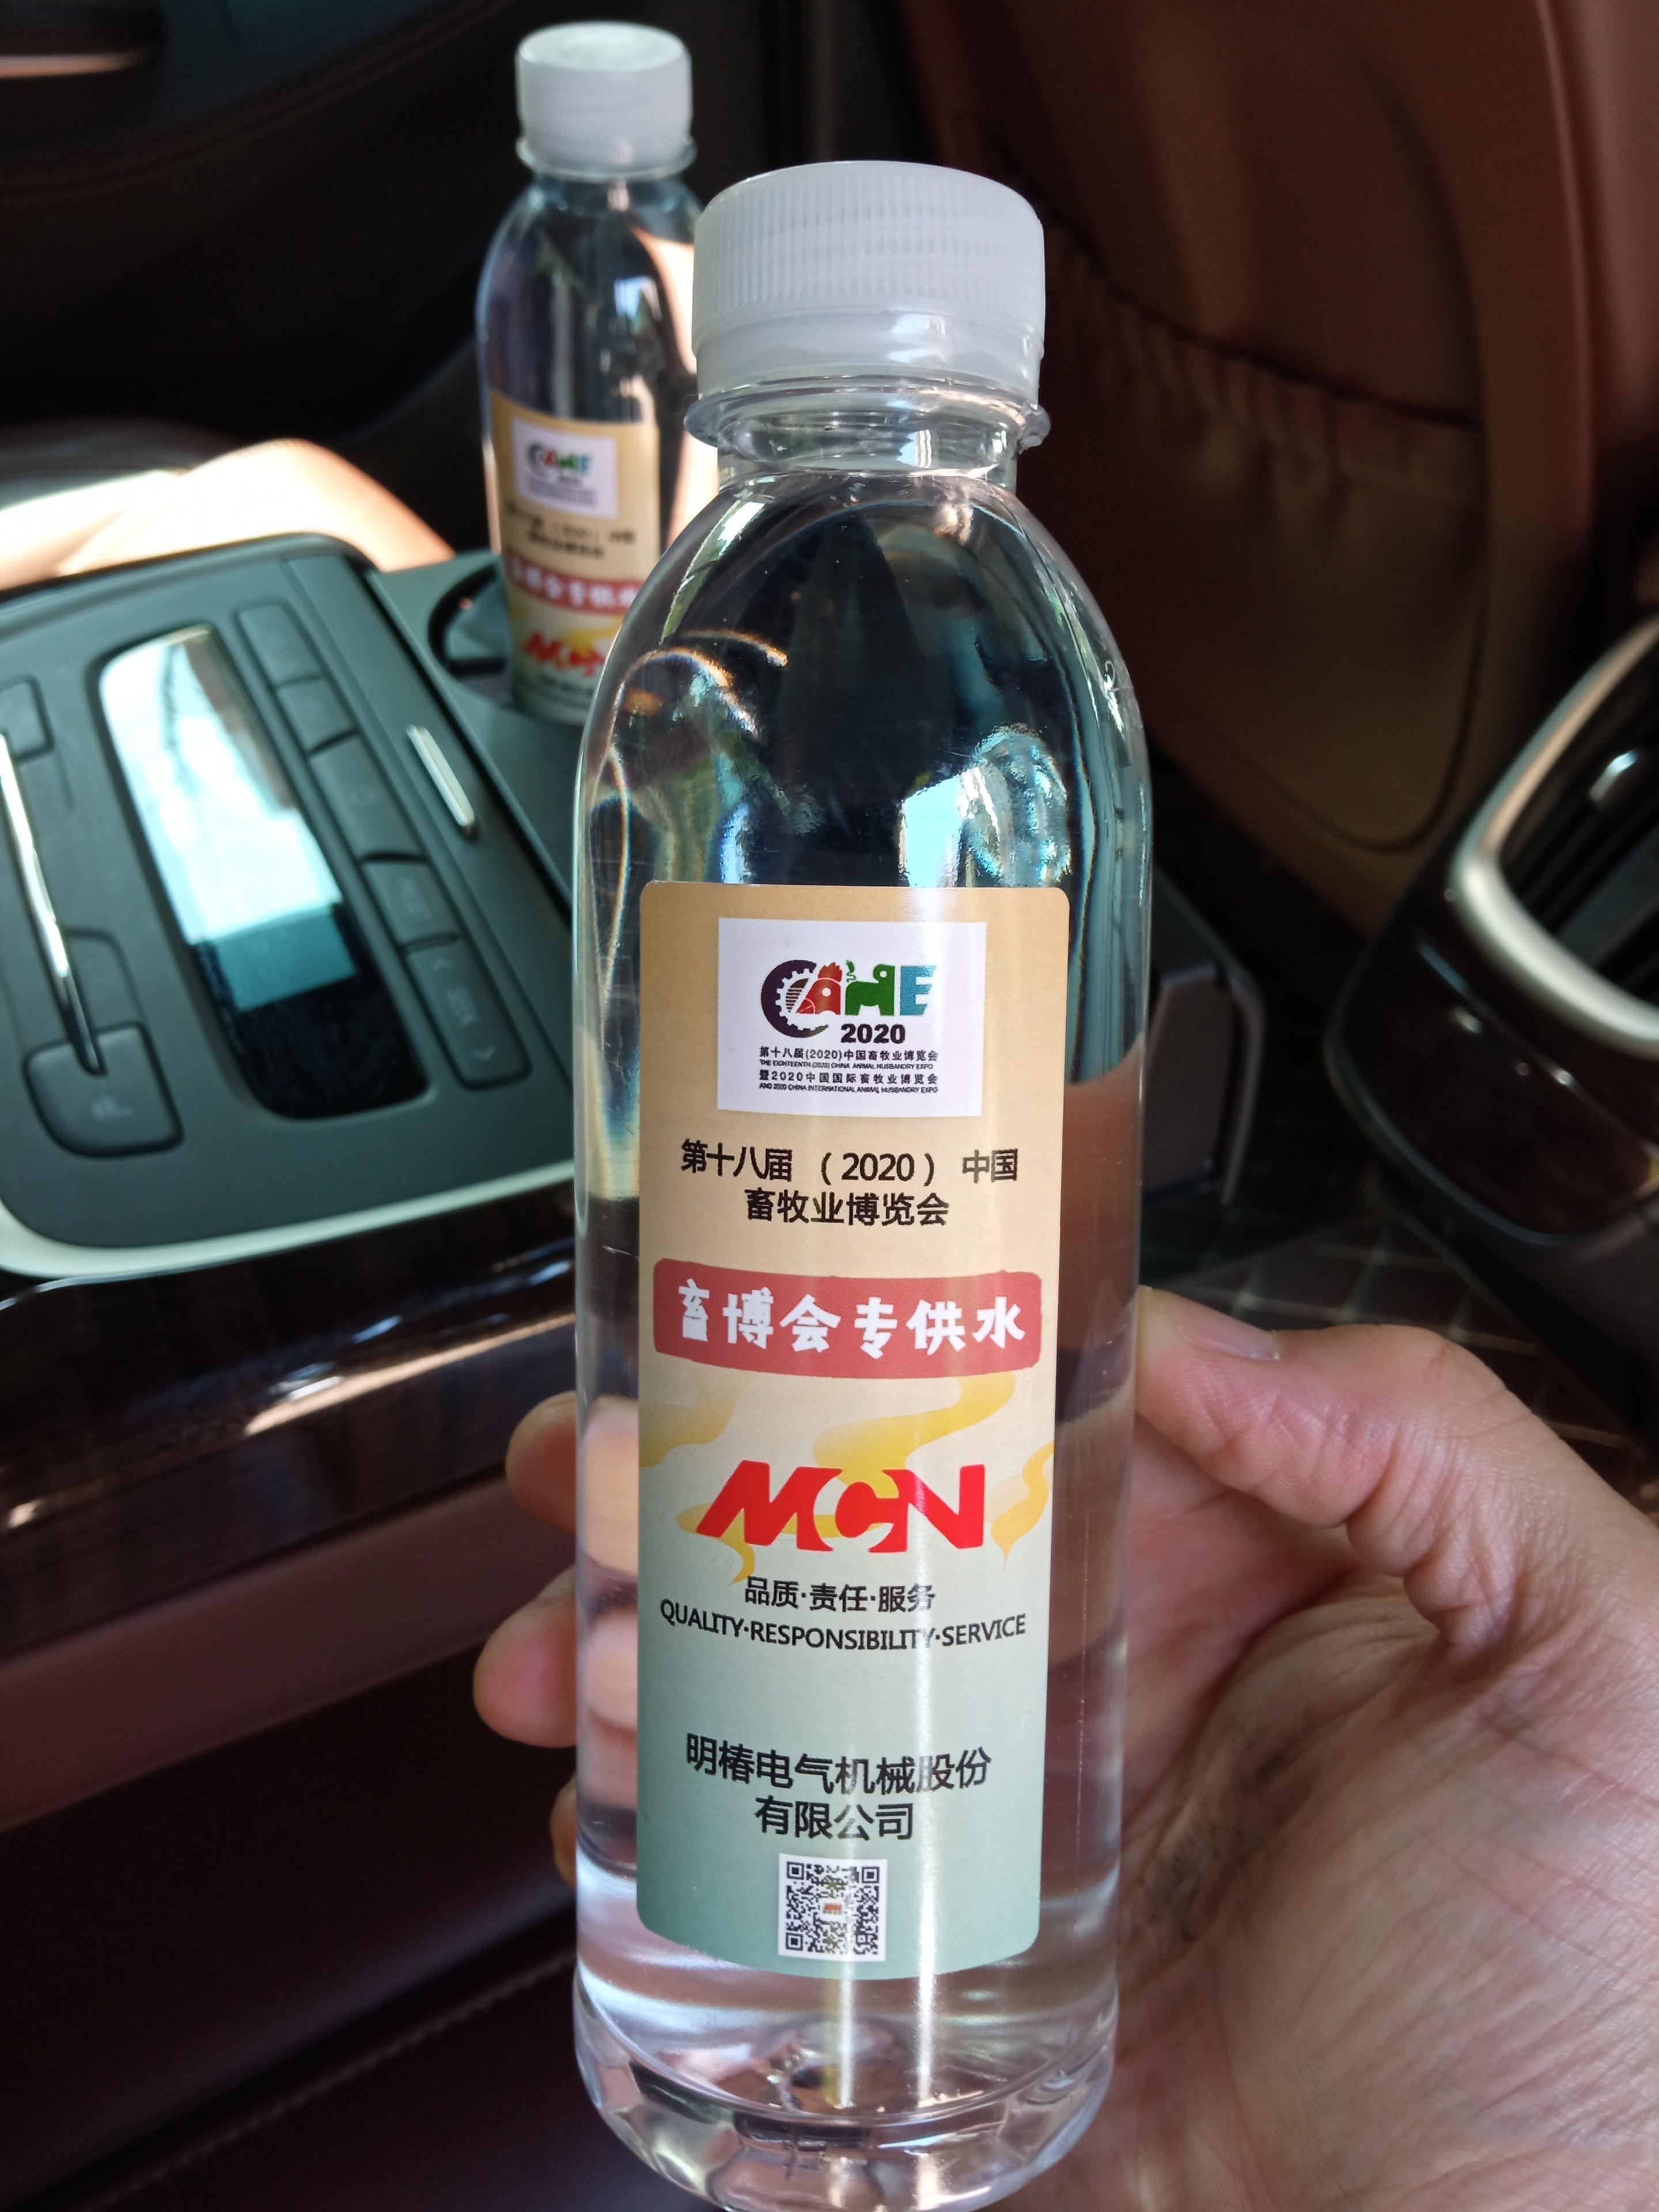 CAHE
2020
第十八届(2020)中国畜牧业博览会
THE EIGHTEENTH (2020) CHINA ANIMAL HUSBANDRY EXPO
暨2020中国国际畜牧业博览会
AND 2020 CHINA INTERNATIONAL ANIMAL HUSBANDRY EXPO
第十八届 (2020) 中国
畜牧业博览会
畜博会专供水
MCN
品质·责任·服务
QUALITY·RESPONSIBILITY·SERVICE
明椿电气机械股份
有限公司